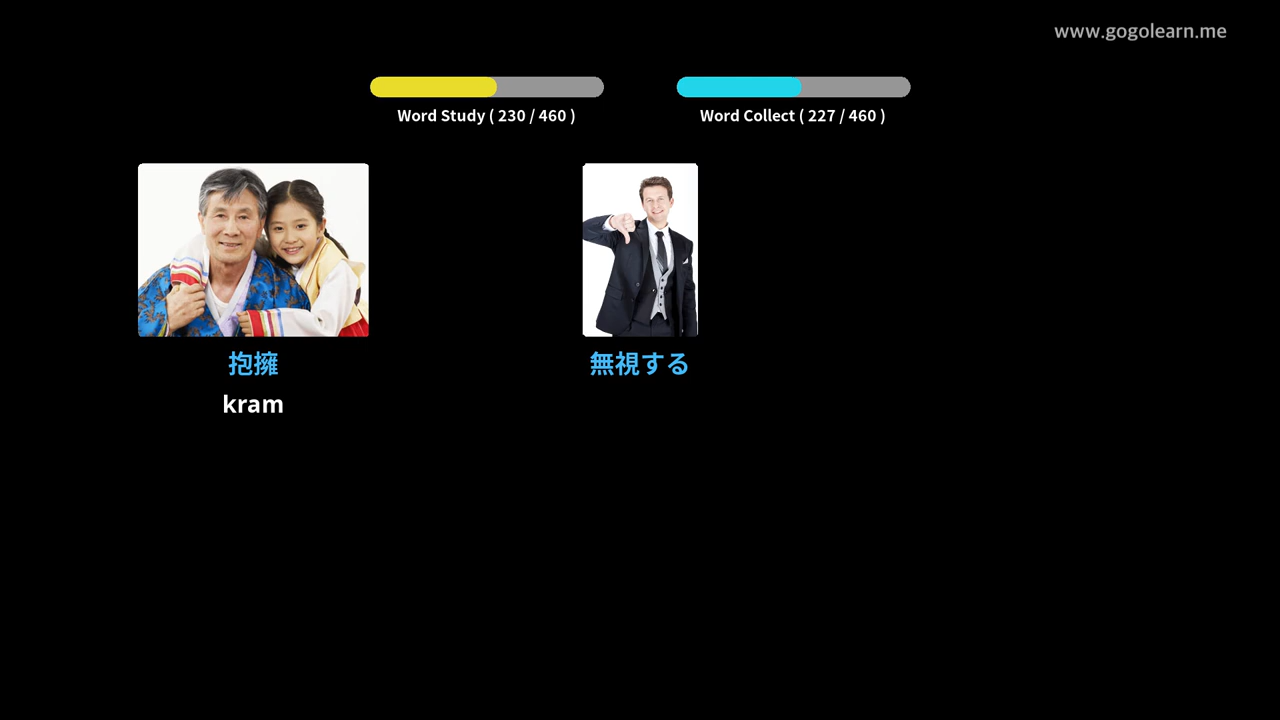 www.gogolearn.me
Word Study ( 230 / 460 )
Word Collect ( 227 / 460 )
抱擁
kram
無視する